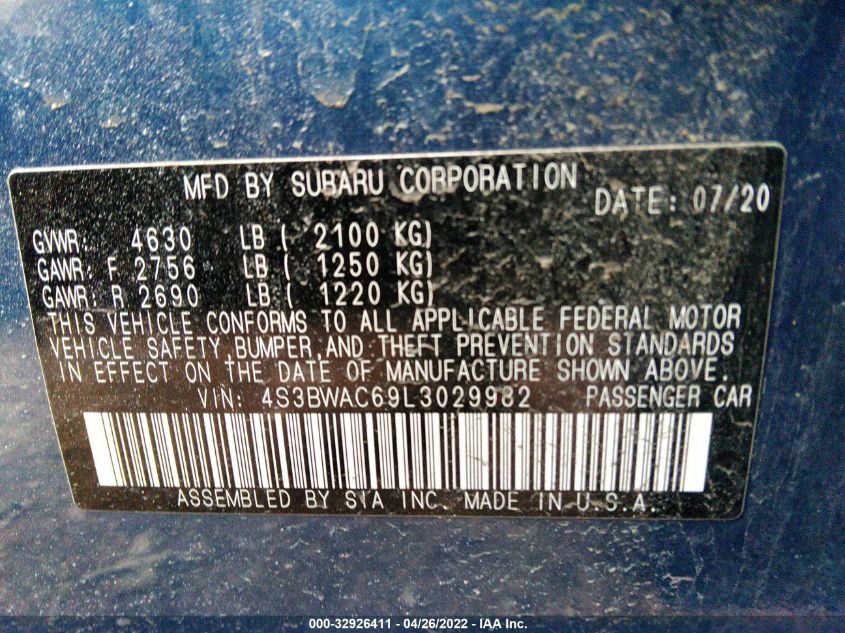 MFD BY SUBARU CORPORATION DATE: 07/20
GVWR: 4630 LB ( 2100 KG)
GAWR: F 2756 LB ( 1250 KG)
GAWR: R 2690 LB ( 1220 KG)
THIS VEHICLE CONFORMS TO ALL APPLICABLE FEDERAL MOTOR
VEHICLE SAFETY,BUMPER,AND THEFT PREVENTION STANDARDS
IN EFFECT ON THE DATE OF MANUFACTURE SHOWN ABOVE.
VIN: 4S3BWAC69L3029982 PASSENGER CAR
ASSEMBLED BY SIA INC. MADE IN U.S.A.
000-32926411 - 04/26/2022 - IAA Inc.